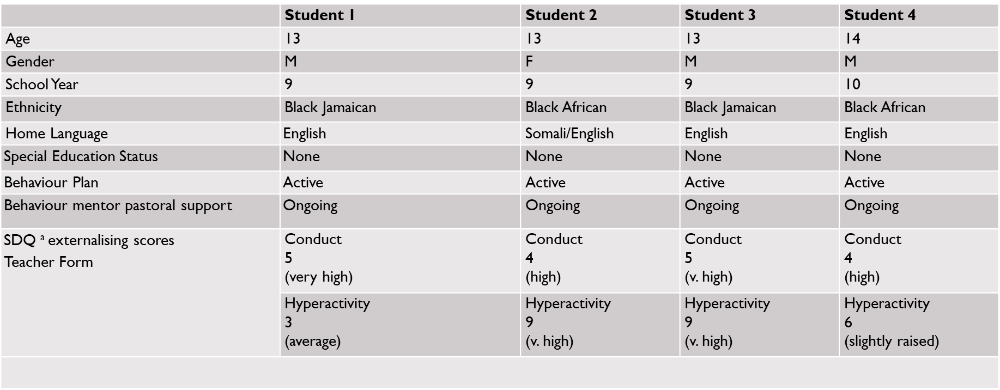 Student 1 Student 2 Student 3 Student 4
Age 13 13 13 14
Gender M F M M
School Year 9 9 9 10
Ethnicity Black Jamaican Black African Black Jamaican Black African
Home Language English Somali/English English English
Special Education Status None None None None
Behaviour Plan Active Active Active Active
Behaviour mentor pastoral support Ongoing Ongoing Ongoing Ongoing
SDQ a externalising scores Conduct Conduct Conduct Conduct
Teacher Form 5 4 5 4
(very high) (high) (v. high) (high)
Hyperactivity Hyperactivity Hyperactivity Hyperactivity
3 9 9 6
(average) (v. high) (v. high) (slightly raised)